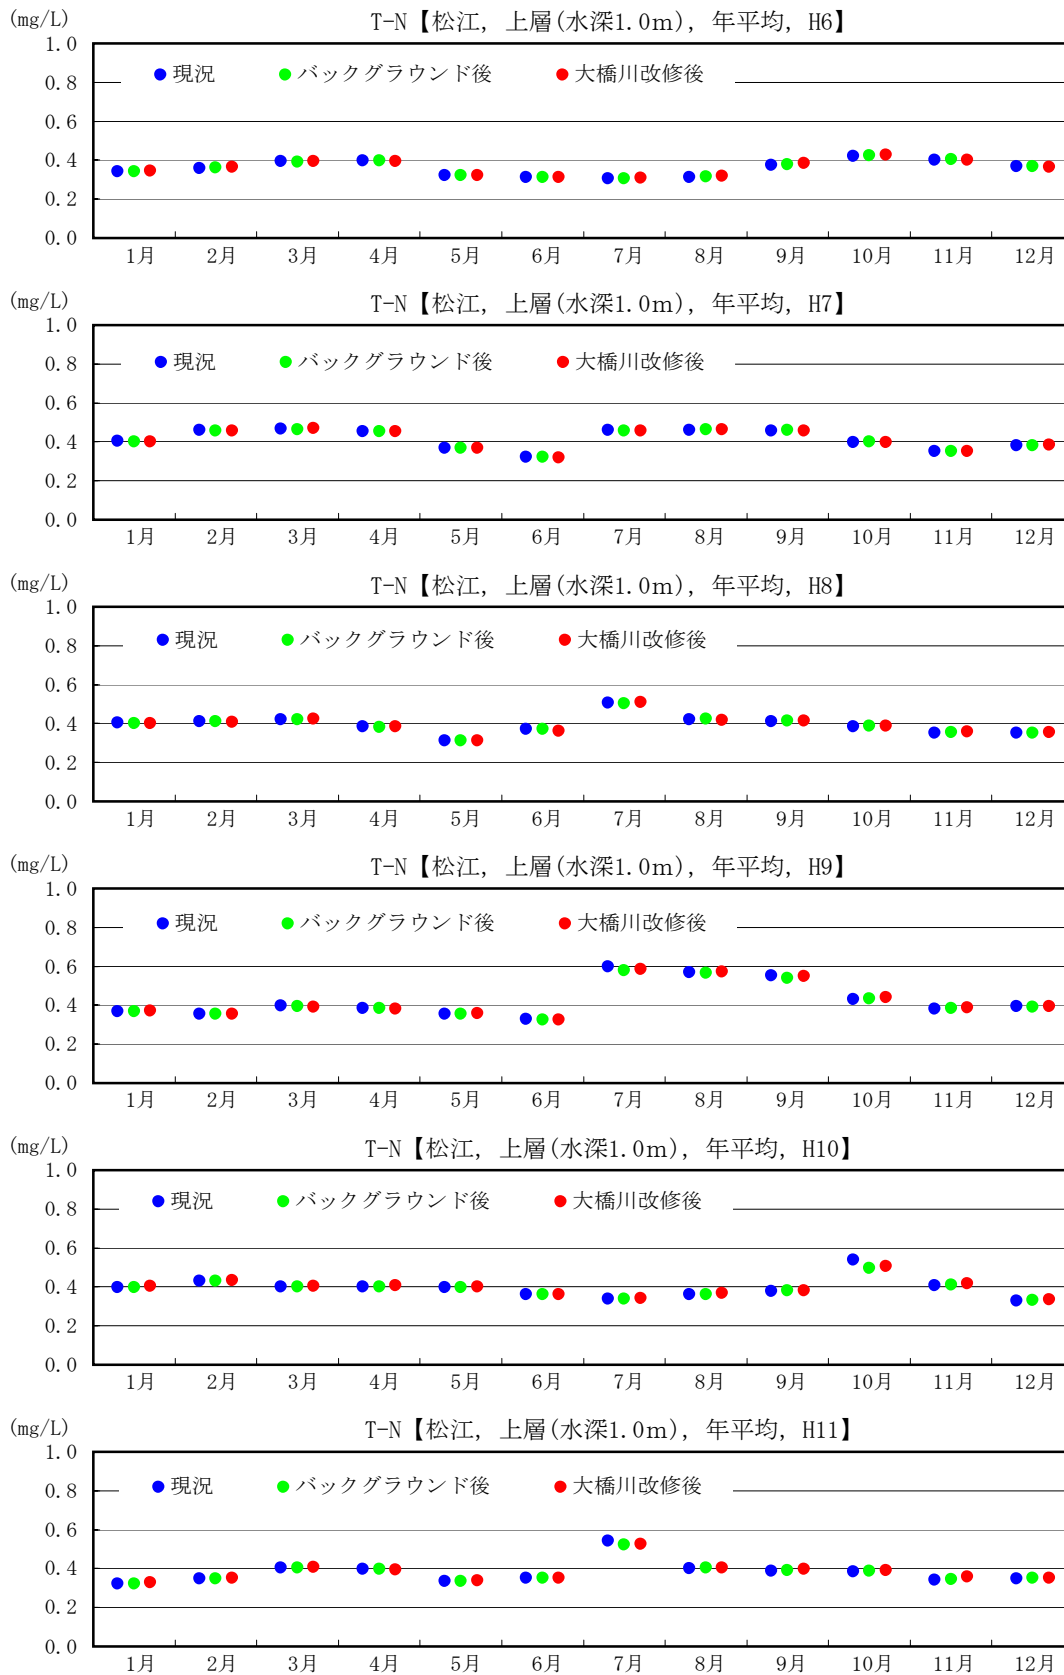 (mg/L) T-N【松江, 上層(水深1.0m), 年平均, H6】
1.0
● 現況 ● バックグラウンド後 ● 大橋川改修後
0.8
0.6
0.4
0.2
0.0
1月 2月 3月 4月 5月 6月 7月 8月 9月 10月 11月 12月
(mg/L) T-N【松江, 上層(水深1.0m), 年平均, H7】
1.0
● 現況 ● バックグラウンド後 ● 大橋川改修後
0.8
0.6
0.4
0.2
0.0
1月 2月 3月 4月 5月 6月 7月 8月 9月 10月 11月 12月
(mg/L) T-N【松江, 上層(水深1.0m), 年平均, H8】
1.0
● 現況 ● バックグラウンド後 ● 大橋川改修後
0.8
0.6
0.4
0.2
0.0
1月 2月 3月 4月 5月 6月 7月 8月 9月 10月 11月 12月
(mg/L) T-N【松江, 上層(水深1.0m), 年平均, H9】
1.0
● 現況 ● バックグラウンド後 ● 大橋川改修後
0.8
0.6
0.4
0.2
0.0
1月 2月 3月 4月 5月 6月 7月 8月 9月 10月 11月 12月
(mg/L) T-N【松江, 上層(水深1.0m), 年平均, H10】
1.0
● 現況 ● バックグラウンド後 ● 大橋川改修後
0.8
0.6
0.4
0.2
0.0
1月 2月 3月 4月 5月 6月 7月 8月 9月 10月 11月 12月
(mg/L) T-N【松江, 上層(水深1.0m), 年平均, H11】
1.0
● 現況 ● バックグラウンド後 ● 大橋川改修後
0.8
0.6
0.4
0.2
0.0
1月 2月 3月 4月 5月 6月 7月 8月 9月 10月 11月 12月